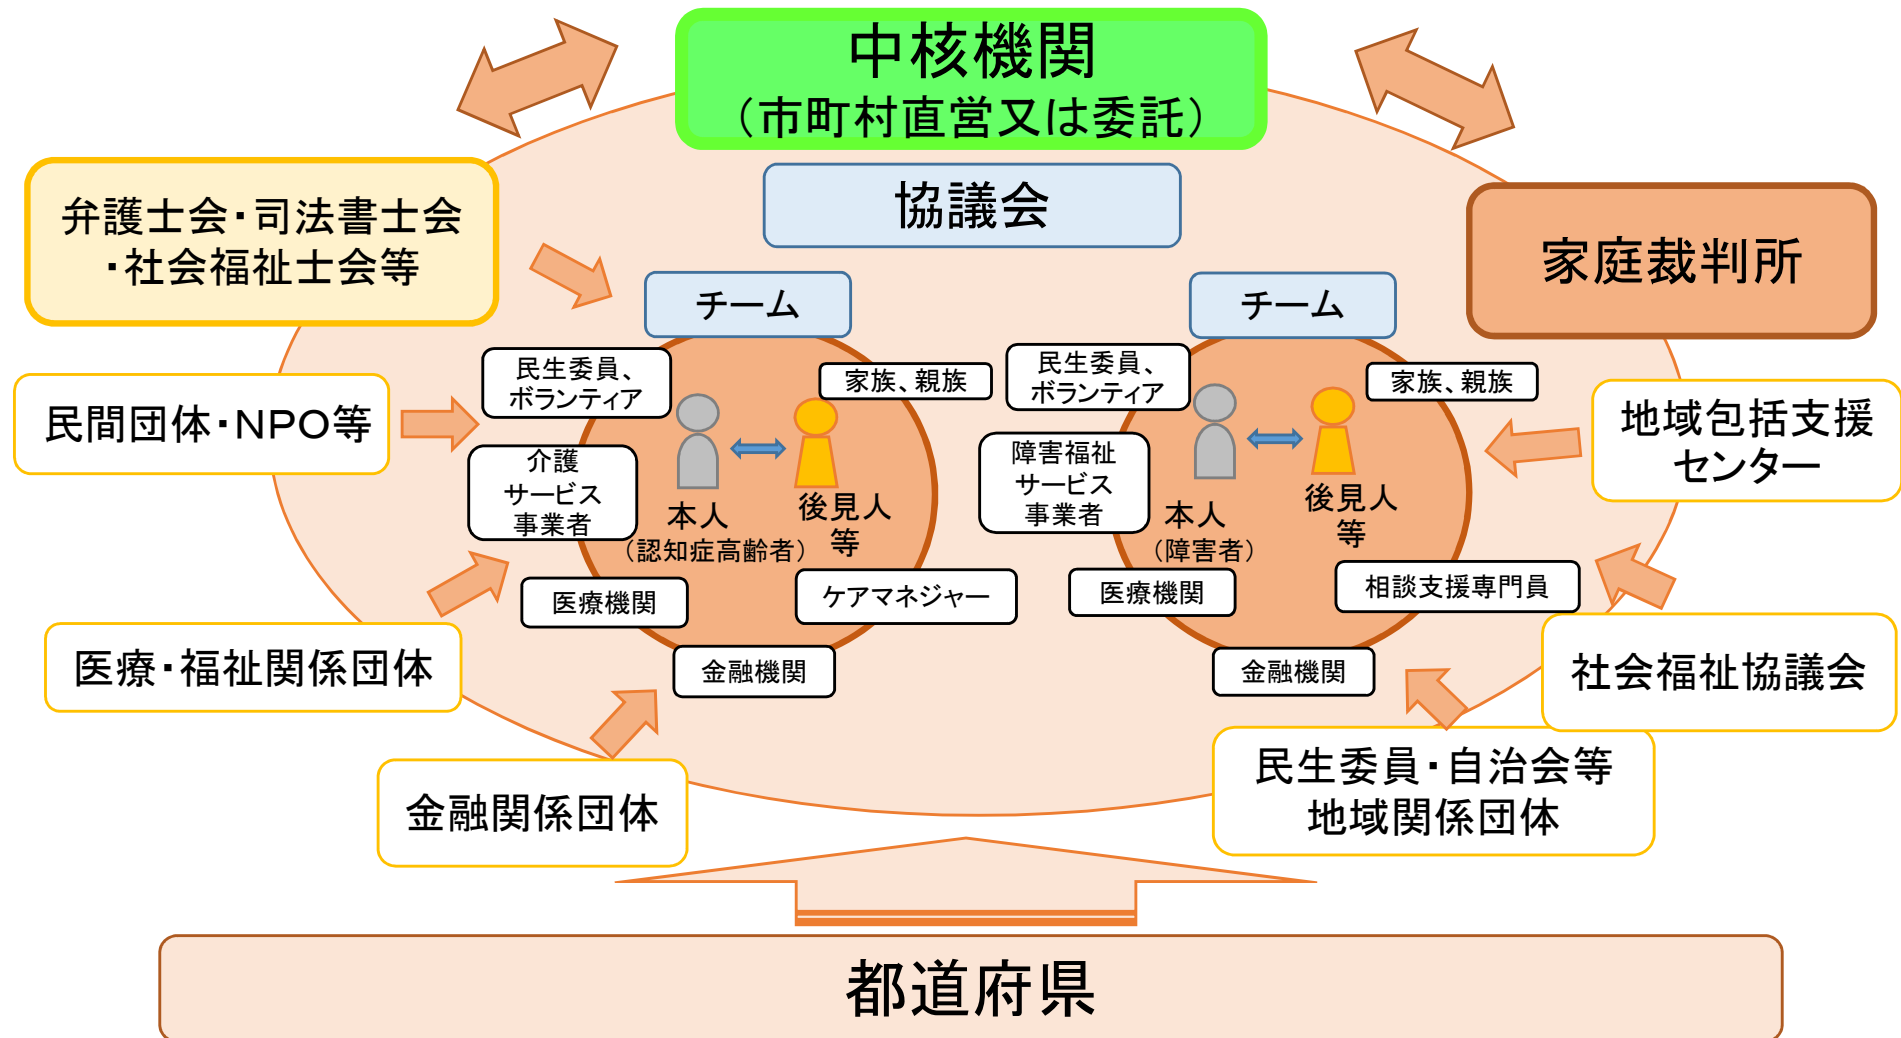 中核機関
（市町村直営又は委託）
協議会
弁護士会・司法書士会
・社会福祉士会等
家庭裁判所
チーム
民生委員、
ボランティア
家族、親族
介護
サービス
事業者
本人
（認知症高齢者）
後見人
等
医療機関
ケアマネジャー
金融機関
チーム
民生委員、
ボランティア
家族、親族
障害福祉
サービス
事業者
本人
（障害者）
後見人
等
医療機関
相談支援専門員
金融機関
民間団体・NPO等
地域包括支援
センター
医療・福祉関係団体
社会福祉協議会
金融関係団体
民生委員・自治会等
地域関係団体
都道府県